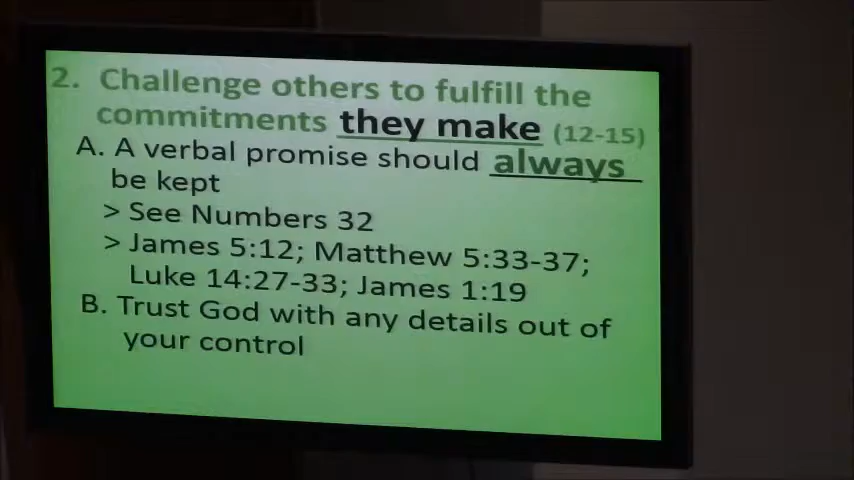 2. Challenge others to fulfill the
commitments they make (12-15)
A. A verbal promise should always
be kept
> See Numbers 32
> James 5:12; Matthew 5:33-37;
Luke 14:27-33; James 1:19
B. Trust God with any details out of
your control